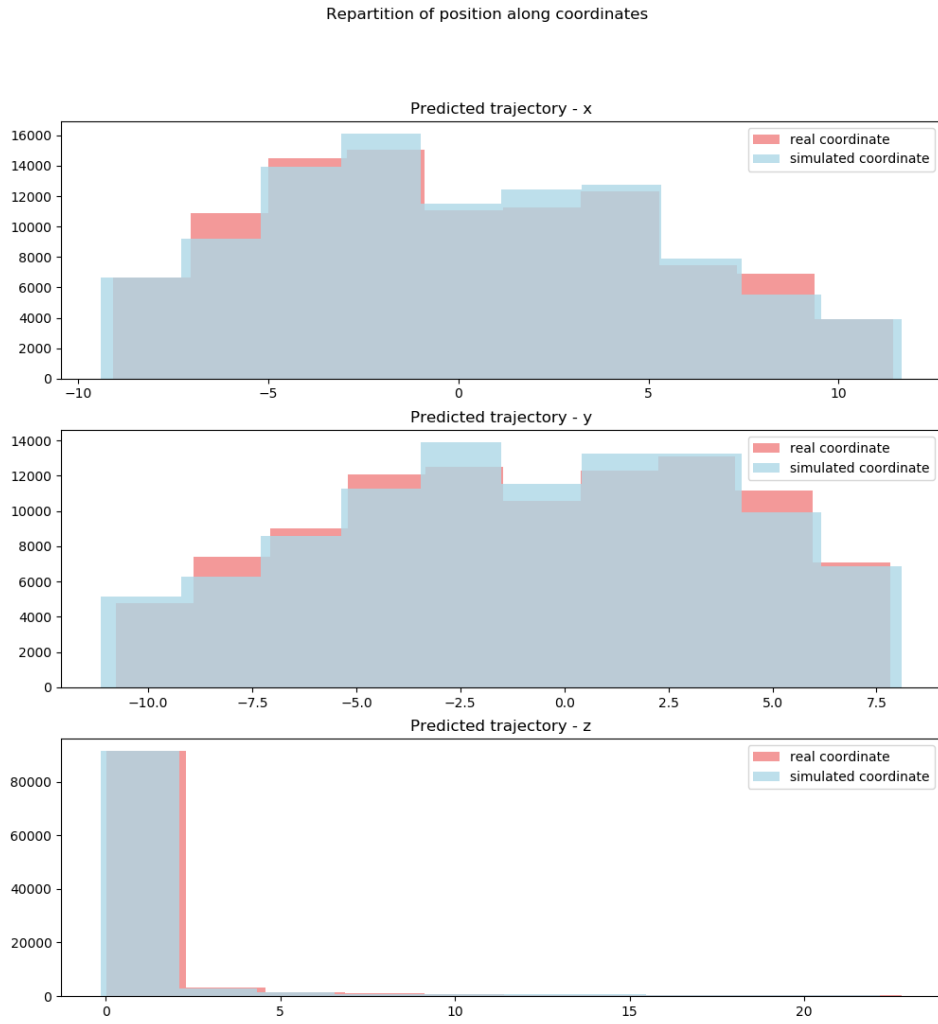 Repartition of position along coordinates
Predicted trajectory - x
real coordinate
simulated coordinate
16000
14000
12000
10000
8000
6000
4000
2000
0
−10 −5 0 5 10
Predicted trajectory - y
real coordinate
simulated coordinate
14000
12000
10000
8000
6000
4000
2000
0
−10.0 −7.5 −5.0 −2.5 0.0 2.5 5.0 7.5
Predicted trajectory - z
real coordinate
simulated coordinate
80000
60000
40000
20000
0
0 5 10 15 20